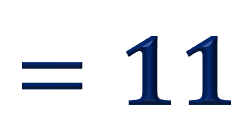 = 11